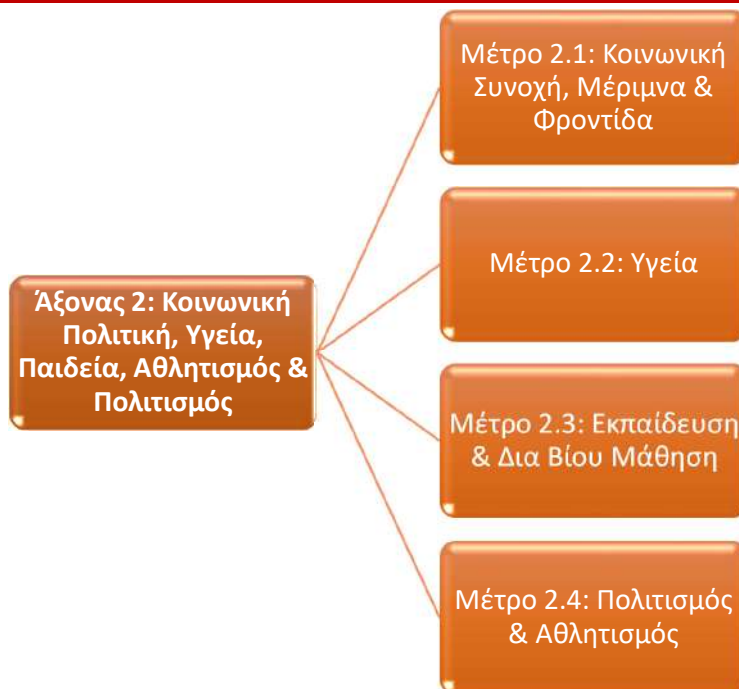 Άξονας 2: Κοινωνική
Πολιτική, Υγεία,
Παιδεία, Αθλητισμός &
Πολιτισμός
Μέτρο 2.1: Κοινωνική
Συνοχή, Μέριμνα &
Φροντίδα
Μέτρο 2.2: Υγεία
Μέτρο 2.3: Εκπαίδευση
& Δια Βίου Μάθηση
Μέτρο 2.4: Πολιτισμός
& Αθλητισμός